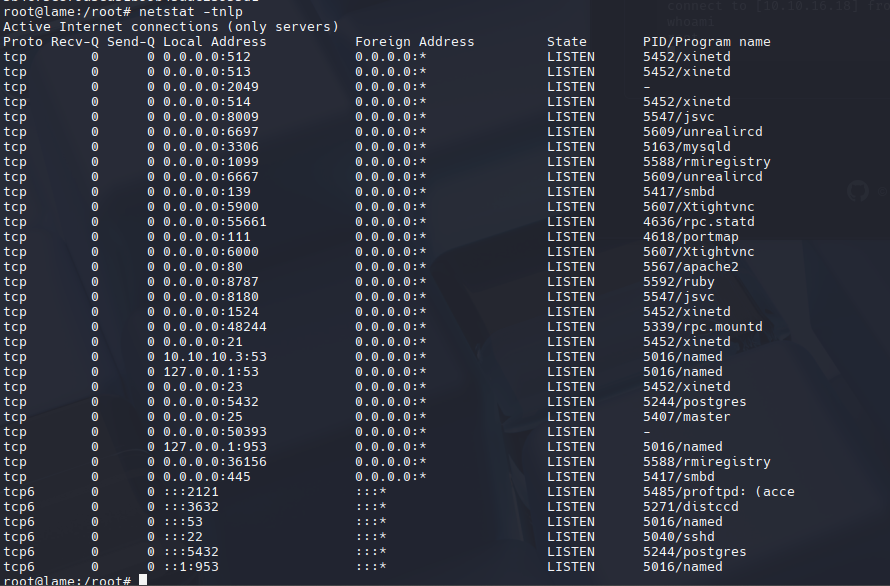 root@lame:/root# netstat -tnlp
Active Internet connections (only servers)
Proto Recv-Q Send-Q Local Address           Foreign Address         State       PID/Program name
tcp        0      0 0.0.0.0:512             0.0.0.0:*               LISTEN      5452/xinetd
tcp        0      0 0.0.0.0:513             0.0.0.0:*               LISTEN      5452/xinetd
tcp        0      0 0.0.0.0:2049            0.0.0.0:*               LISTEN      -
tcp        0      0 0.0.0.0:514             0.0.0.0:*               LISTEN      5452/xinetd
tcp        0      0 0.0.0.0:8009            0.0.0.0:*               LISTEN      5547/jsvc
tcp        0      0 0.0.0.0:6697            0.0.0.0:*               LISTEN      5609/unrealircd
tcp        0      0 0.0.0.0:3306            0.0.0.0:*               LISTEN      5163/mysqld
tcp        0      0 0.0.0.0:1099            0.0.0.0:*               LISTEN      5588/rmiregistry
tcp        0      0 0.0.0.0:6667            0.0.0.0:*               LISTEN      5609/unrealircd
tcp        0      0 0.0.0.0:139             0.0.0.0:*               LISTEN      5417/smbd
tcp        0      0 0.0.0.0:5900            0.0.0.0:*               LISTEN      5607/Xtightvnc
tcp        0      0 0.0.0.0:55661           0.0.0.0:*               LISTEN      4636/rpc.statd
tcp        0      0 0.0.0.0:111             0.0.0.0:*               LISTEN      4618/portmap
tcp        0      0 0.0.0.0:6000            0.0.0.0:*               LISTEN      5607/Xtightvnc
tcp        0      0 0.0.0.0:80              0.0.0.0:*               LISTEN      5567/apache2
tcp        0      0 0.0.0.0:8787            0.0.0.0:*               LISTEN      5592/ruby
tcp        0      0 0.0.0.0:8180            0.0.0.0:*               LISTEN      5547/jsvc
tcp        0      0 0.0.0.0:1524            0.0.0.0:*               LISTEN      5452/xinetd
tcp        0      0 0.0.0.0:48244           0.0.0.0:*               LISTEN      5339/rpc.mountd
tcp        0      0 0.0.0.0:21              0.0.0.0:*               LISTEN      5452/xinetd
tcp        0      0 10.10.10.3:53           0.0.0.0:*               LISTEN      5016/named
tcp        0      0 127.0.0.1:53            0.0.0.0:*               LISTEN      5016/named
tcp        0      0 0.0.0.0:23              0.0.0.0:*               LISTEN      5452/xinetd
tcp        0      0 0.0.0.0:5432            0.0.0.0:*               LISTEN      5244/postgres
tcp        0      0 0.0.0.0:25              0.0.0.0:*               LISTEN      5407/master
tcp        0      0 0.0.0.0:50393           0.0.0.0:*               LISTEN      -
tcp        0      0 127.0.0.1:953           0.0.0.0:*               LISTEN      5016/named
tcp        0      0 0.0.0.0:36156           0.0.0.0:*               LISTEN      5588/rmiregistry
tcp        0      0 0.0.0.0:445             0.0.0.0:*               LISTEN      5417/smbd
tcp6       0      0 :::2121                 :::*                    LISTEN      5485/proftpd: (acce
tcp6       0      0 :::3632                 :::*                    LISTEN      5271/distccd
tcp6       0      0 :::53                   :::*                    LISTEN      5016/named
tcp6       0      0 :::22                   :::*                    LISTEN      5040/sshd
tcp6       0      0 :::5432                 :::*                    LISTEN      5244/postgres
tcp6       0      0 ::1:953                 :::*                    LISTEN      5016/named
root@lame:/root#
connect to [10.10.16.18] from
whoami